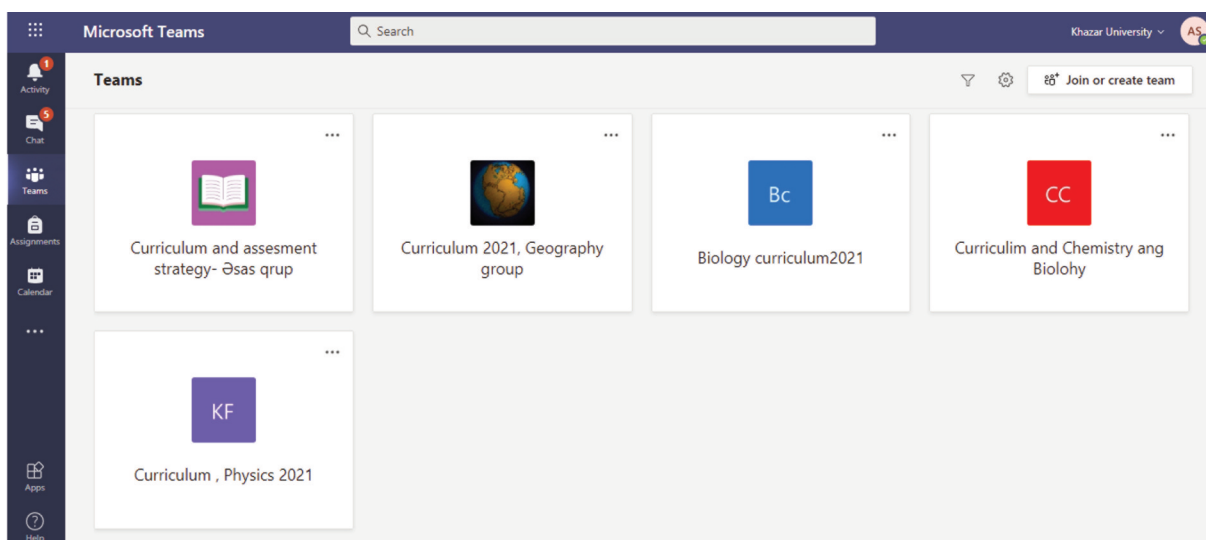 Microsoft Teams
Search
Khazar University
AS
1
Activity
5
Chat
Teams
Assignments
Calendar
Apps
Help
Teams
Join or create team
Curriculum and assesment
strategy- Əsas qrup
Curriculum 2021, Geography
group
Bc
Biology curriculum2021
CC
Curriculim and Chemistry ang
Biolohy
KF
Curriculum , Physics 2021